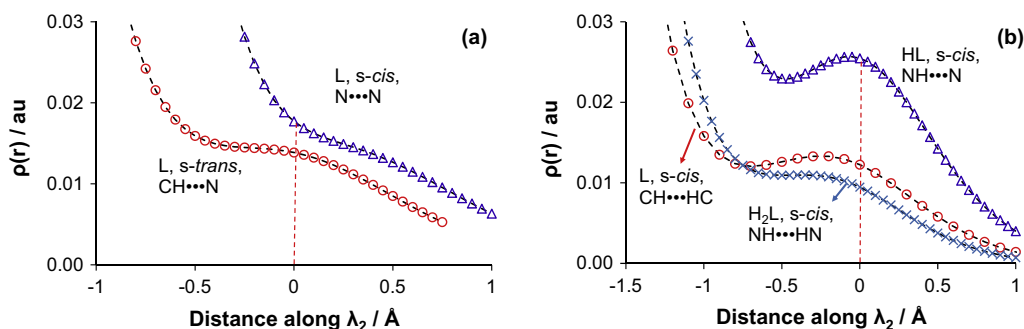 0.03
0.02
0.01
0.00
-1
-0.5
0
0.5
1
ρ(r) / au
Distance along λ2 / Å
(a)
L, s-cis,
N•••N
L, s-trans,
CH•••N
0.03
0.02
0.01
0.00
-1.5
-1
-0.5
0
0.5
1
ρ(r) / au
Distance along λ2 / Å
(b)
HL, s-cis,
NH•••N
L, s-cis,
CH•••HC
H2L, s-cis,
NH•••HN